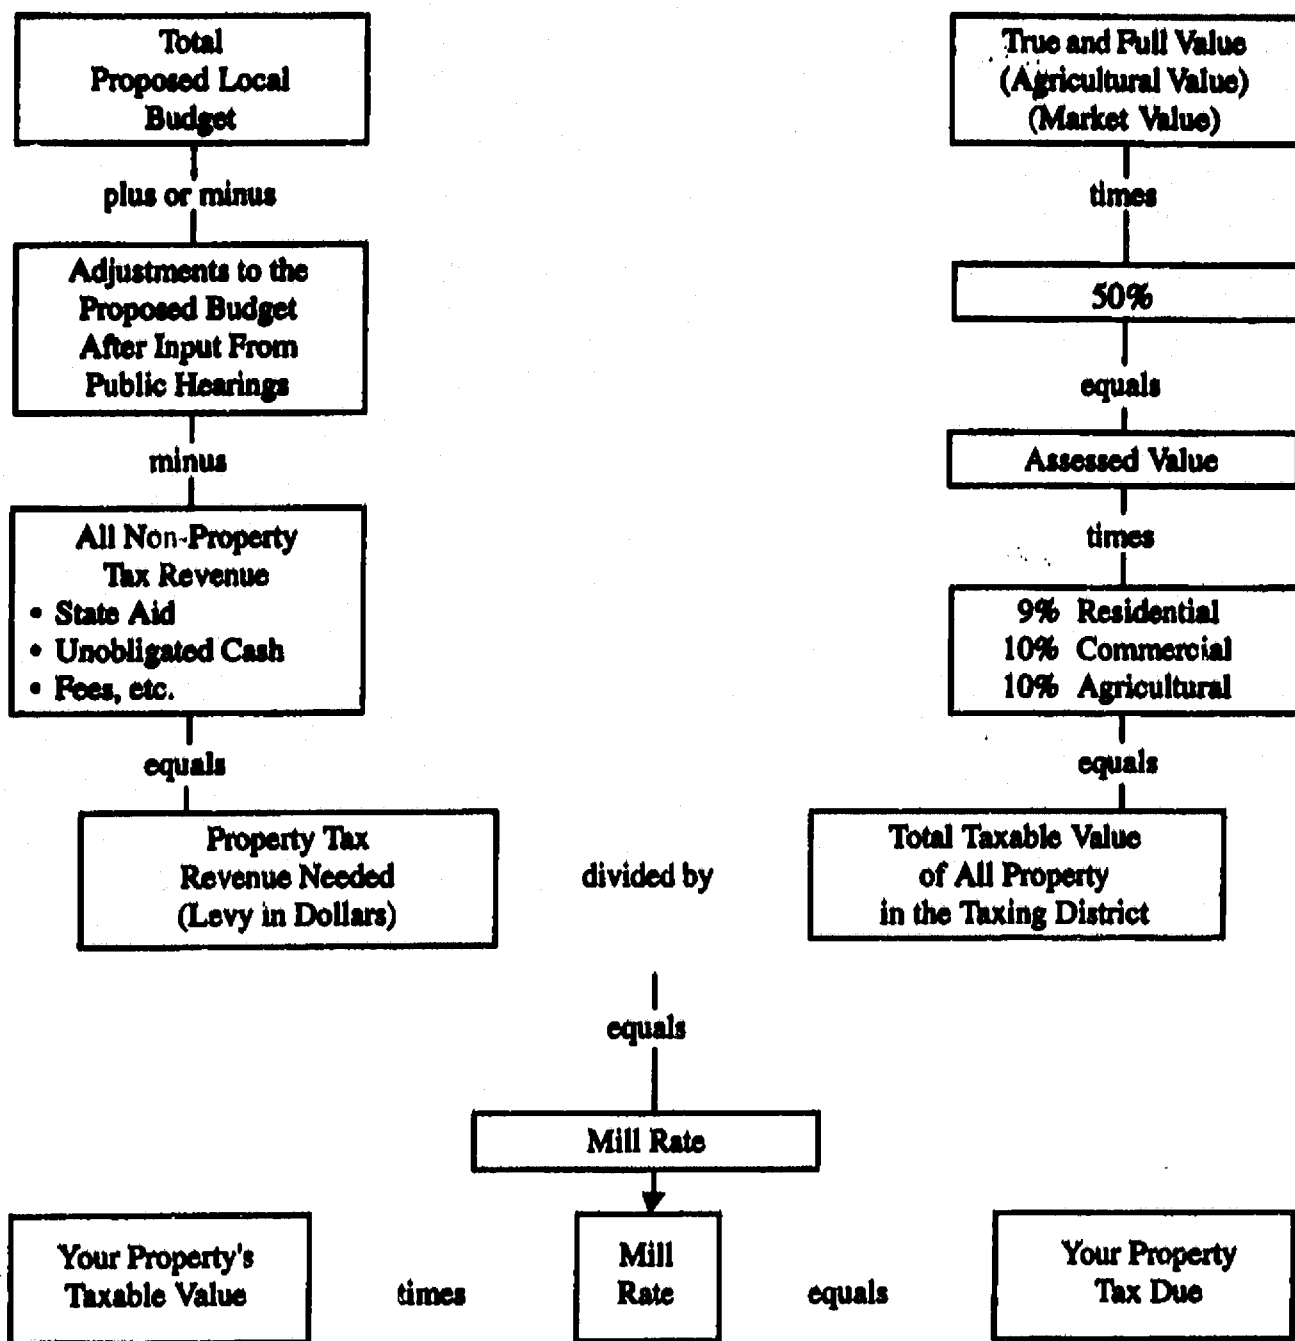 Total
Proposed Local
Budget
plus or minus
Adjustments to the
Proposed Budget
After Input From
Public Hearings
minus
All Non-Property
Tax Revenue
• State Aid
• Unobligated Cash
• Fees, etc.
equals
Property Tax
Revenue Needed
(Levy in Dollars)
divided by
True and Full Value
(Agricultural Value)
(Market Value)
times
50%
equals
Assessed Value
times
9% Residential
10% Commercial
10% Agricultural
equals
Total Taxable Value
of All Property
in the Taxing District
equals
Mill Rate
Your Property's
Taxable Value
times
Mill
Rate
equals
Your Property
Tax Due